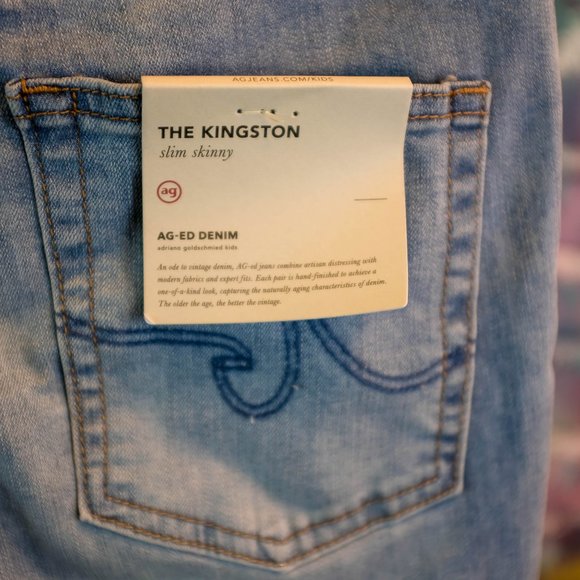 AGJEANS.COM/KIDS
THE KINGSTON
slim skinny
ag
AG-ED DENIM
adriano goldschmied kids
An ode to vintage denim, AG-ed jeans combine artisan distressing with
modern fabrics and expert fits. Each pair is hand-finished to achieve a
one-of-a-kind look, capturing the naturally aging characteristics of denim.
The older the age, the better the vintage.